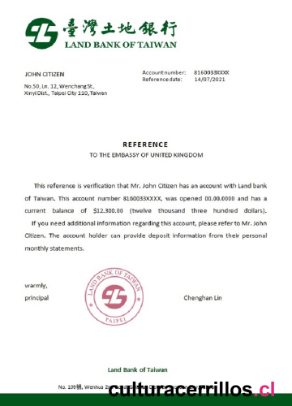 臺灣土地銀行
LAND BANK OF TAIWAN
JOHN CITIZEN
Account number: 8160033XXXX
Reference date: 14/07/2021
No. 50, Ln. 32, Wenchang St.,
Xinyi Dist., Taipei City 110, Taiwan
REFERENCE
TO THE EMBASSY OF UNITED KINGDOM
This reference is verification that Mr. John Citizen has an account with Land bank
of Taiwan. This account number 8160033XXXX, was opened 00.00.0000 and has a
current balance of $12,300.00 (twelve thousand three hundred dollars).
If you need additional information regarding this account, please refer to Mr. John
Citizen. The account holder can provide deposit information from their personal
monthly statements.
warmly,
principal
Chenghan Lin
LAND BANK OF TAIWAN
TAIPEI
Land Bank of Taiwan
culturacerrillos.cl